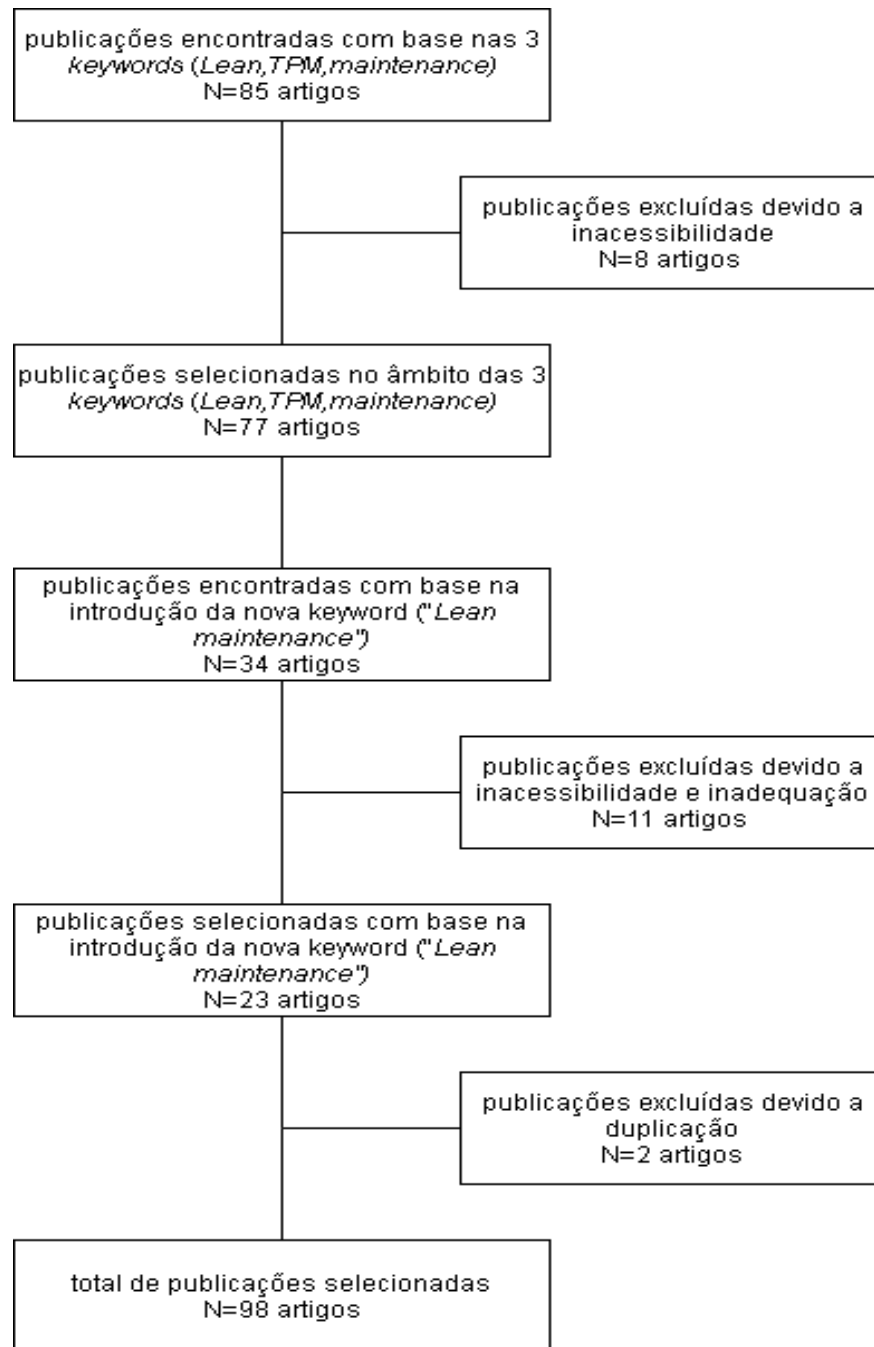 publicações encontradas com base nas 3
keywords (Lean,TPM,maintenance)
N=85 artigos
publicações excluídas devido a
inacessibilidade
N=8 artigos
publicações selecionadas no âmbito das 3
keywords (Lean,TPM,maintenance)
N=77 artigos
publicações encontradas com base na
introdução da nova keyword ("Lean
maintenance")
N=34 artigos
publicações excluídas devido a
inacessibilidade e inadequação
N=11 artigos
publicações selecionadas com base na
introdução da nova keyword ("Lean
maintenance")
N=23 artigos
publicações excluídas devido a
duplicação
N=2 artigos
total de publicações selecionadas
N=98 artigos